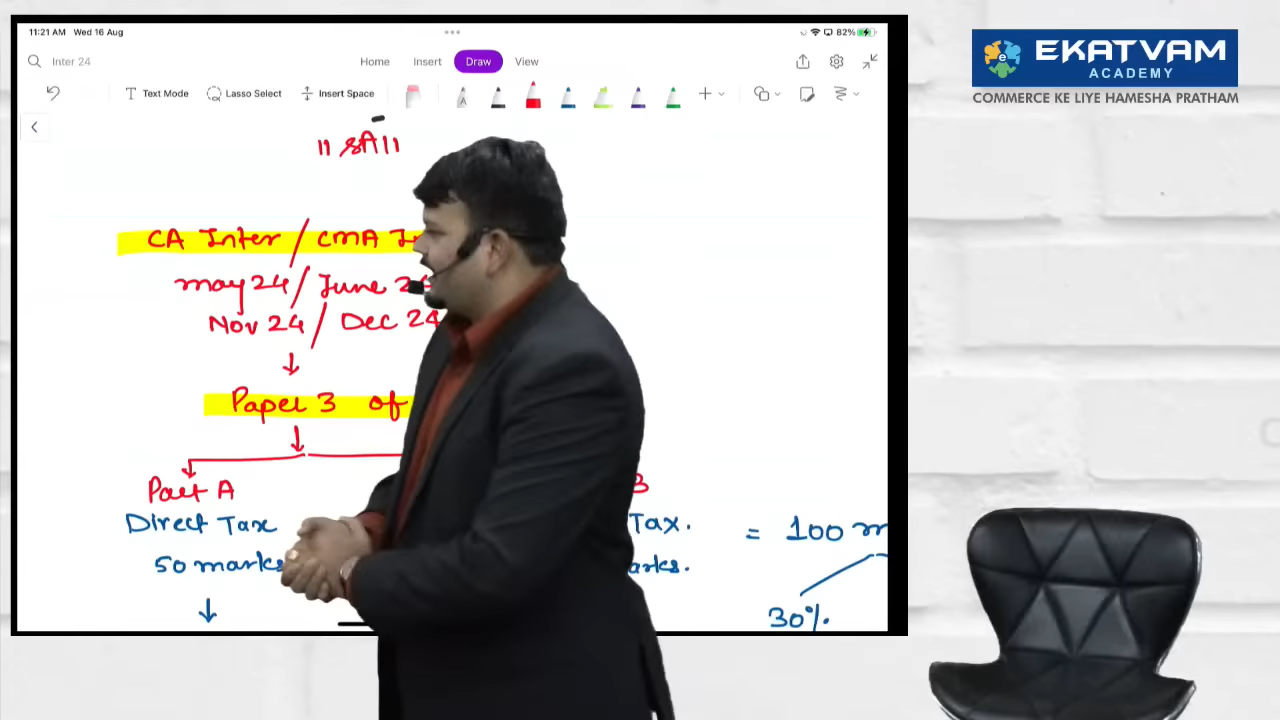 11:21 AM Wed 16 Aug
82%
Inter 24
Home Insert Draw View
Text Mode Lasso Select Insert Space
EKATVAM
ACADEMY
COMMERCE KE LIYE HAMESHA PRATHAM
CA Inter / CMA
May 24 / June
Nov 24 / Dec 24
Paper 3 of
Part A
Direct Tax Tax. = 100
50 marks
30%